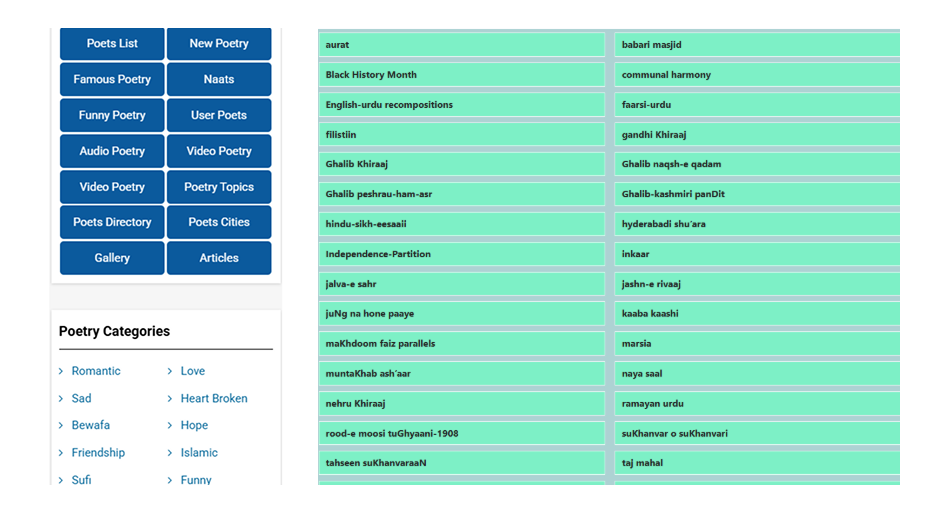 Poets List New Poetry
Famous Poetry Naats
Funny Poetry User Poets
Audio Poetry Video Poetry
Video Poetry Poetry Topics
Poets Directory Poets Cities
Gallery Articles
Poetry Categories
Romantic Love
Sad Heart Broken
Bewafa Hope
Friendship Islamic
Sufi Funny
aurat babari masjid
Black History Month communal harmony
English-urdu recompositions faarsi-urdu
filistiin gandhi Khiraaj
Ghalib Khiraaj Ghalib naqsh-e qadam
Ghalib peshrau-ham-asr Ghalib-kashmiri panDit
hindu-sikh-eesaaii hyderabadi shu'ara
Independence-Partition inkaar
jalva-e sahr jashn-e rivaaj
juNg na hone paaye kaaba kaashi
maKhdoom faiz parallels marsia
muntaKhab ash'aar naya saal
nehru Khiraaj ramayan urdu
rood-e moosi tuGhyaani-1908 suKhanvar o suKhanvari
tahseen suKhanvaraaN taj mahal